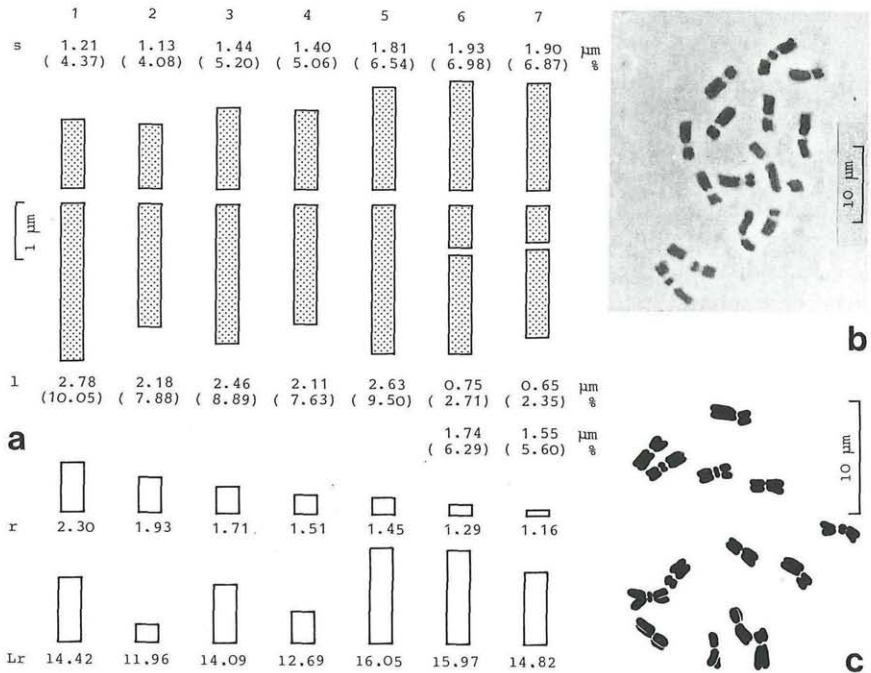 1 2 3 4 5 6 7
s 1.21 1.13 1.44 1.40 1.81 1.93 1.90 µm
( 4.37) ( 4.08) ( 5.20) ( 5.06) ( 6.54) ( 6.98) ( 6.87) %
1 µm
l 2.78 2.18 2.46 2.11 2.63 0.75 0.65 µm
(10.05) ( 7.88) ( 8.89) ( 7.63) ( 9.50) ( 2.71) ( 2.35) %
1.74 1.55 µm
( 6.29) ( 5.60) %
a
r 2.30 1.93 1.71 1.51 1.45 1.29 1.16
Lr 14.42 11.96 14.09 12.69 16.05 15.97 14.82
10 µm
b
10 µm
c